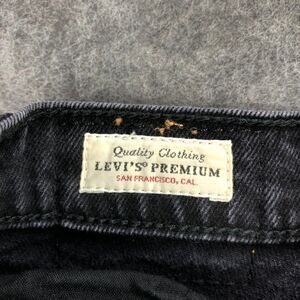 Quality Clothing
LEVI'S® PREMIUM
SAN FRANCISCO, CAL.